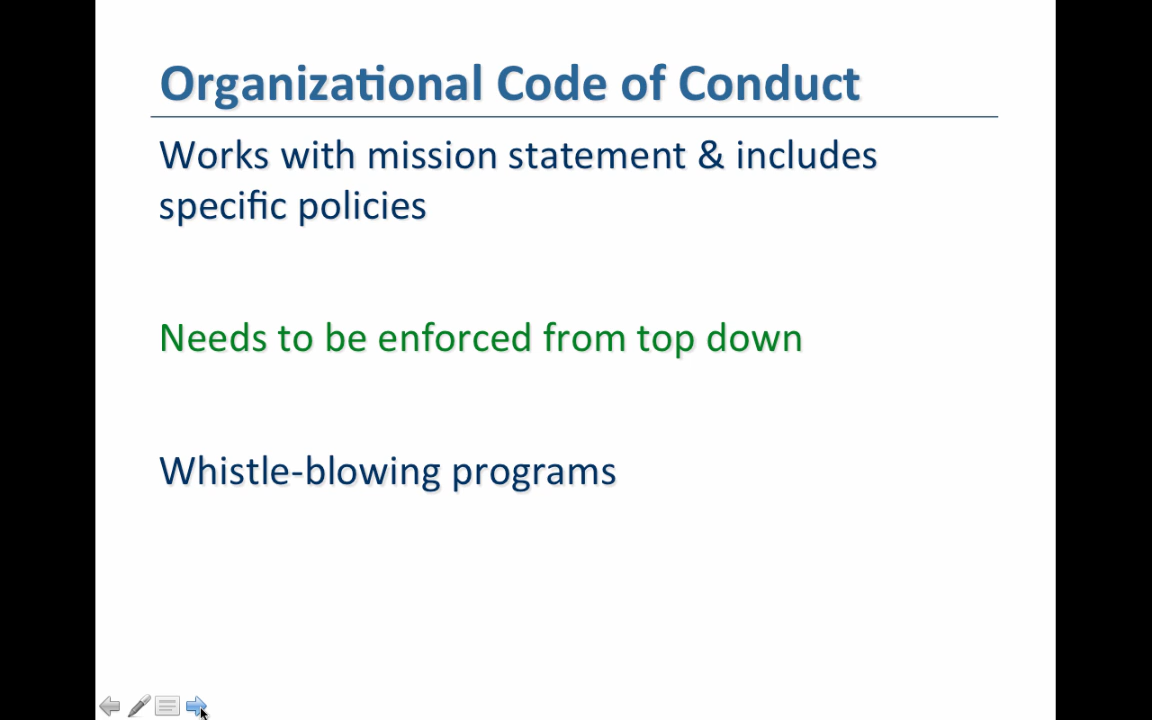 Organizational Code of Conduct
Works with mission statement & includes
specific policies
Needs to be enforced from top down
Whistle-blowing programs